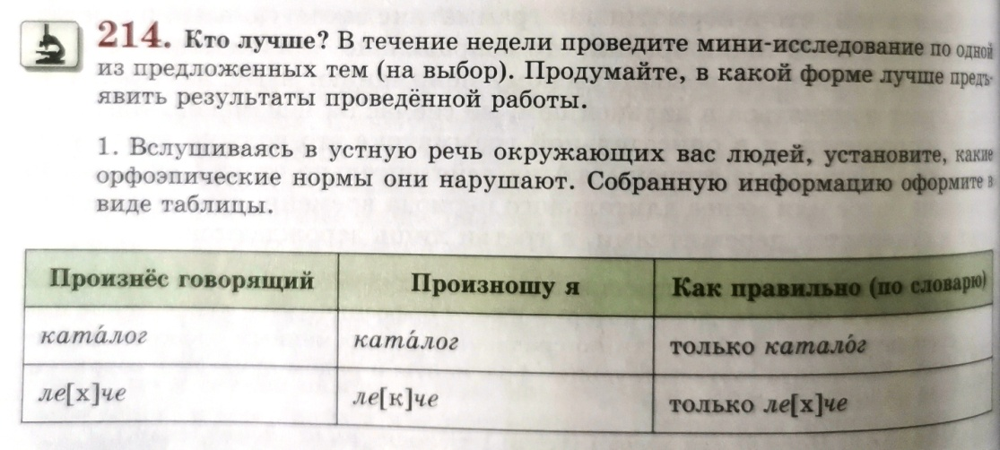 214. Кто лучше? В течение недели проведите мини-исследование по одной
из предложенных тем (на выбор). Продумайте, в какой форме лучше предъ-
явить результаты проведённой работы.
1. Вслушиваясь в устную речь окружающих вас людей, установите, какие
орфоэпические нормы они нарушают. Собранную информацию оформите в
виде таблицы.
Произнёс говорящий Произношу я Как правильно (по словарю)
ката́лог ката́лог только катало́г
ле[х]че ле[к]че только ле[х]че